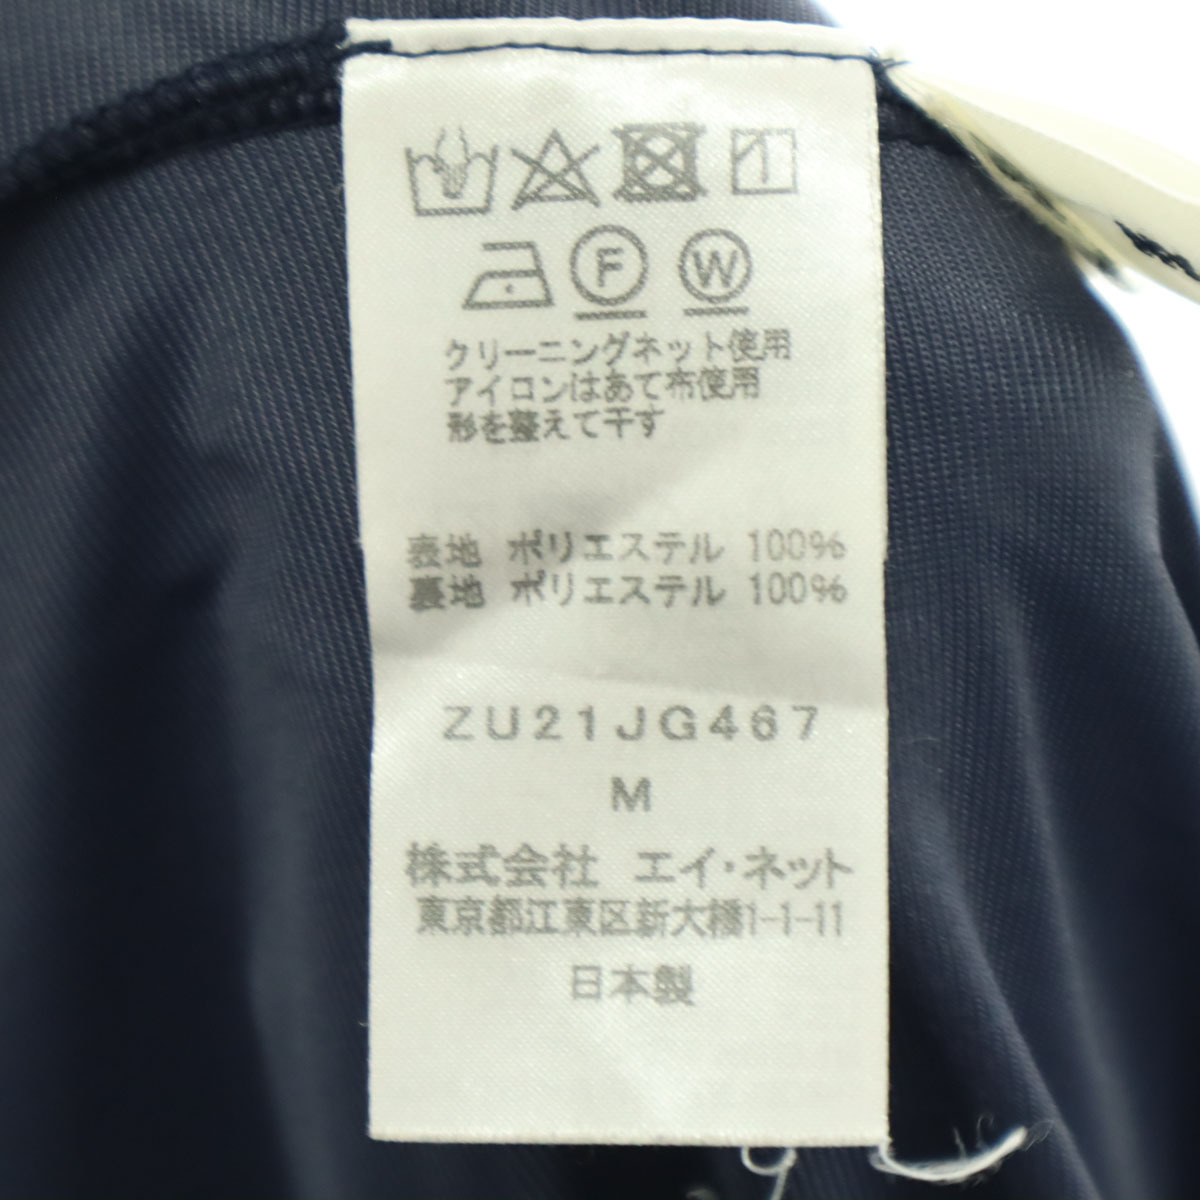 F W
クリーニングネット使用
アイロンはあて布使用
形を整えて干す
表地 ポリエステル 100%
裏地 ポリエステル 100%
ZU21JG467
M
株式会社 エイ・ネット
東京都江東区新大橋1-1-11
日本製